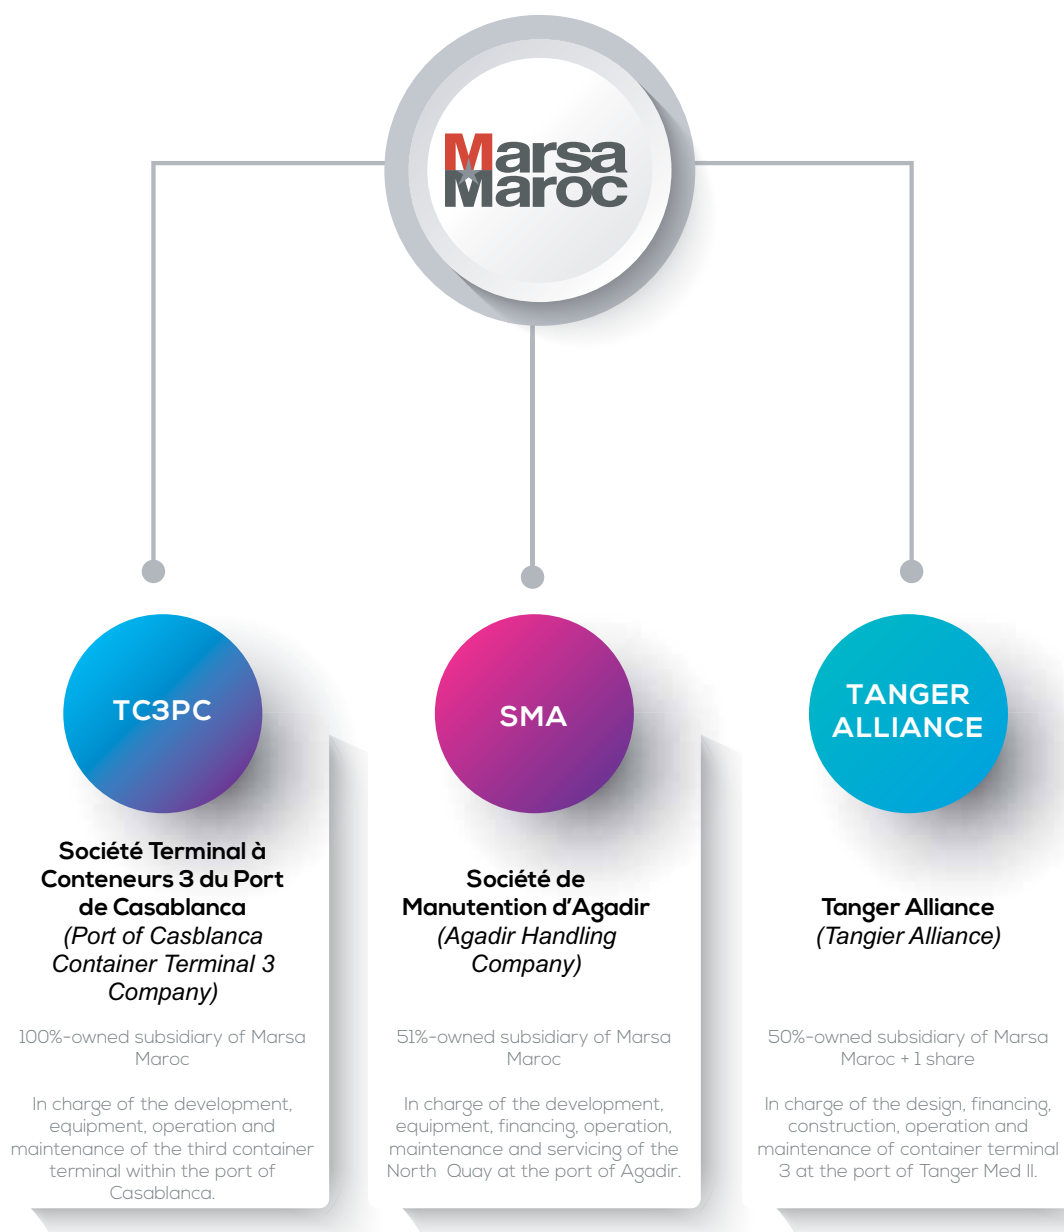 Marsa
Maroc
TC3PC
Société Terminal à
Conteneurs 3 du Port
de Casablanca
(Port of Casblanca
Container Terminal 3
Company)
100%-owned subsidiary of Marsa
Maroc
In charge of the development,
equipment, operation and
maintenance of the third container
terminal within the port of
Casablanca.
SMA
Société de
Manutention d'Agadir
(Agadir Handling
Company)
51%-owned subsidiary of Marsa
Maroc
In charge of the development,
equipment, financing, operation,
maintenance and servicing of the
North Quay at the port of Agadir.
TANGER
ALLIANCE
Tanger Alliance
(Tangier Alliance)
50%-owned subsidiary of Marsa
Maroc + 1 share
In charge of the design, financing,
construction, operation and
maintenance of container terminal
3 at the port of Tanger Med II.